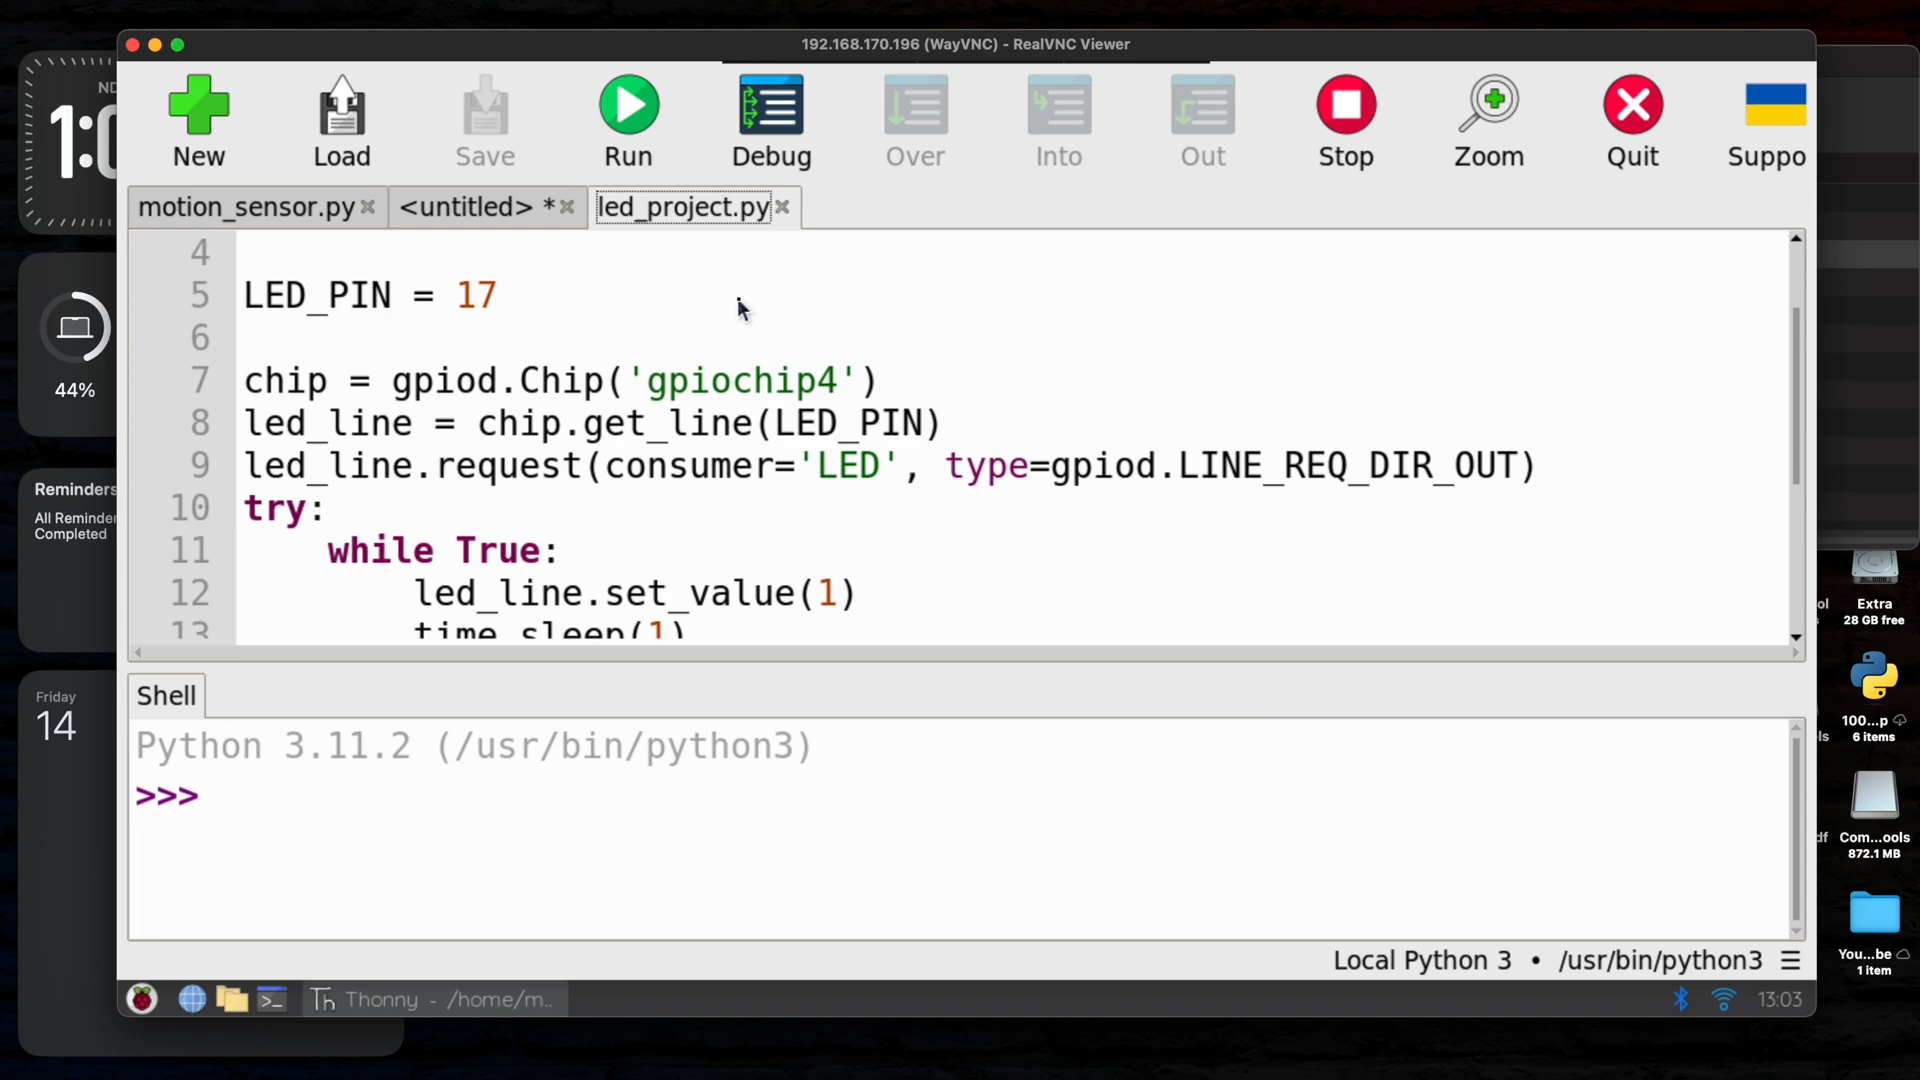 192.168.170.196 (WayVNC) - RealVNC Viewer
New
Load
Save
Run
Debug
Over
Into
Out
Stop
Zoom
Quit
Suppo
motion_sensor.py
<untitled> *
led_project.py
4
5 LED_PIN = 17
6
7 chip = gpiod.Chip('gpiochip4')
8 led_line = chip.get_line(LED_PIN)
9 led_line.request(consumer='LED', type=gpiod.LINE_REQ_DIR_OUT)
10 try:
11 while True:
12 led_line.set_value(1)
13 time.sleep(1)
Shell
Python 3.11.2 (/usr/bin/python3)
>>>
Local Python 3 • /usr/bin/python3 ☰
Thonny - /home/m..
13:03
44%
Reminders
All Reminder
Completed
Friday
14
Extra
28 GB free
100...p
6 items
Com...ools
872.1 MB
You...be
1 item